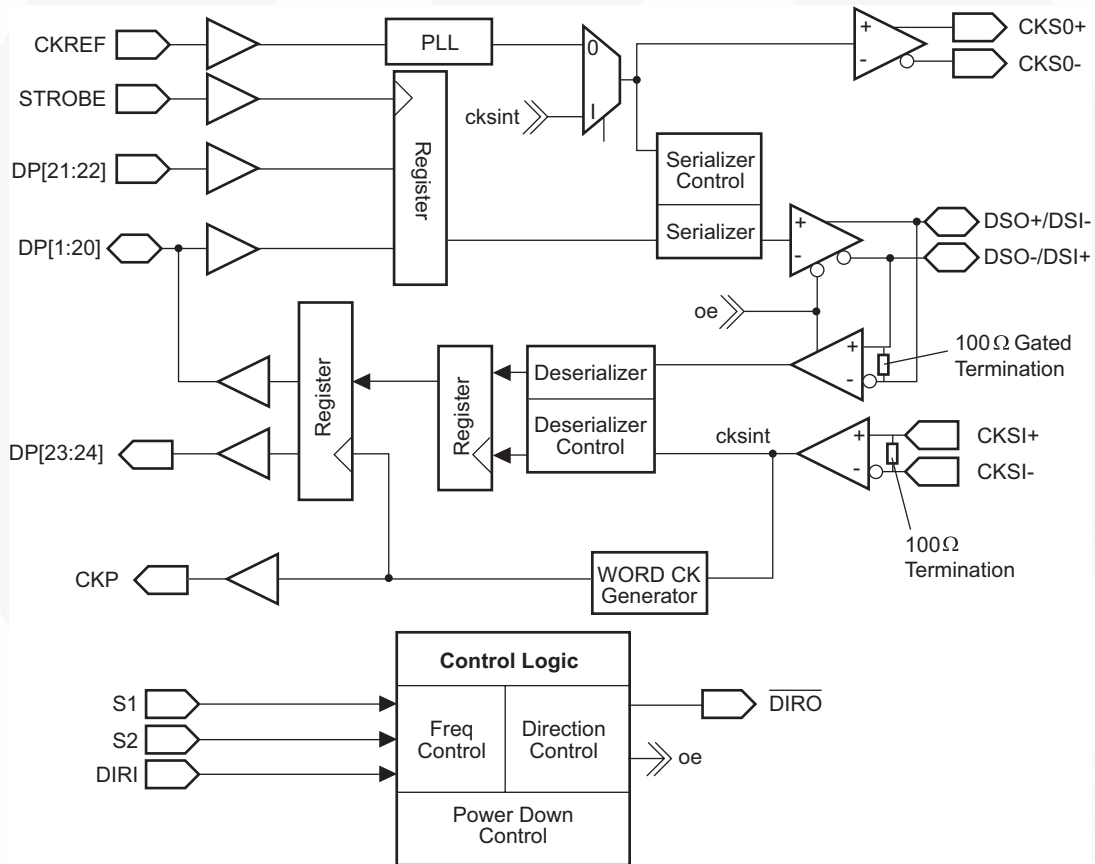 CKREF
PLL
0
+
-
CKS0+
CKS0-
STROBE
cksint
I
DP[21:22]
Register
Serializer
Control
Serializer
DP[1:20]
+
-
DSO+/DSI-
DSO-/DSI+
oe
+
-
100Ω Gated
Termination
Register
Register
Deserializer
Deserializer
Control
cksint
+
-
CKSI+
CKSI-
DP[23:24]
100Ω
Termination
CKP
WORD CK
Generator
Control Logic
S1
S2
DIRI
Freq
Control
Direction
Control
DIRO
oe
Power Down
Control